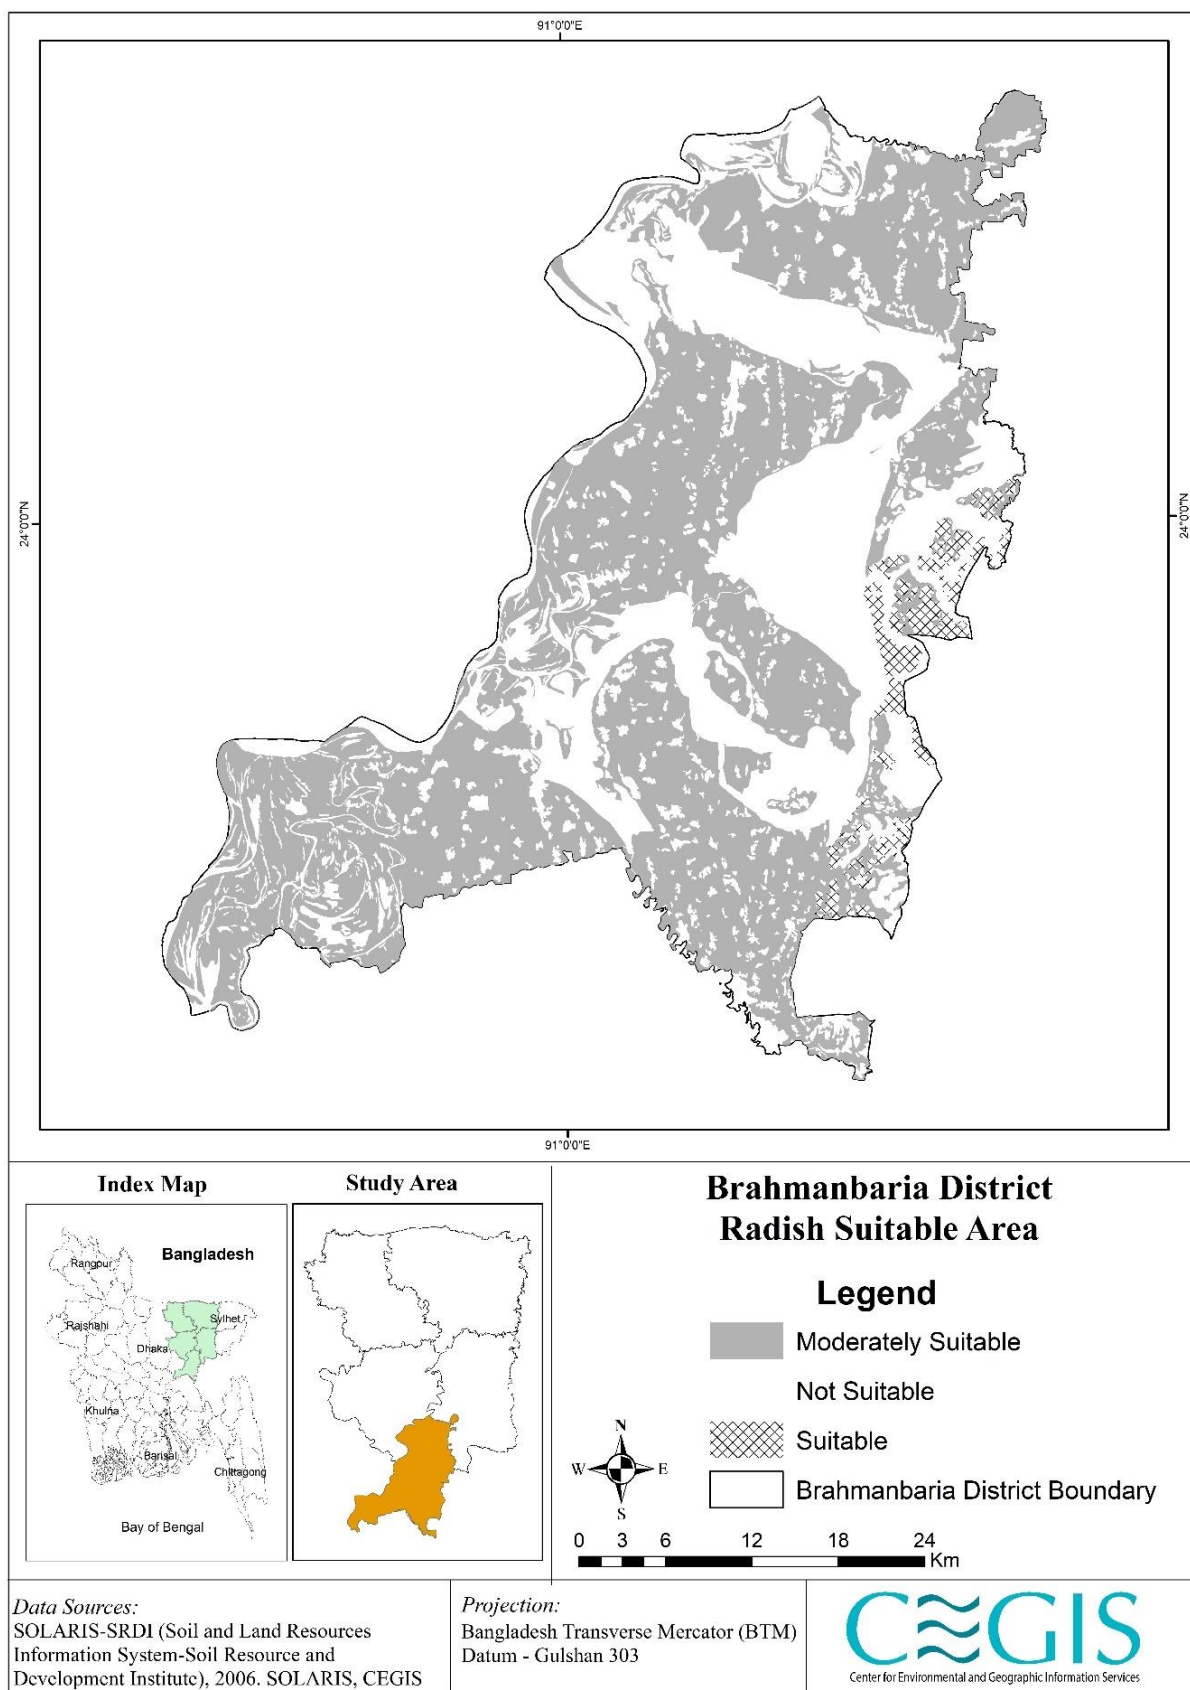 91°0'0"E
24°0'0"N
24°0'0"N
91°0'0"E
Index Map
Bangladesh
Rangpur
Rajshahi
Sylhet
Dhaka
Khulna
Barisal
Chittagong
Bay of Bengal
Study Area
Brahmanbaria District
Radish Suitable Area
Legend
Moderately Suitable
Not Suitable
Suitable
Brahmanbaria District Boundary
N
W
E
S
0 3 6 12 18 24
Km
Data Sources:
SOLARIS-SRDI (Soil and Land Resources
Information System-Soil Resource and
Development Institute), 2006. SOLARIS, CEGIS
Projection:
Bangladesh Transverse Mercator (BTM)
Datum - Gulshan 303
CEGIS
Center for Environmental and Geographic Information Services